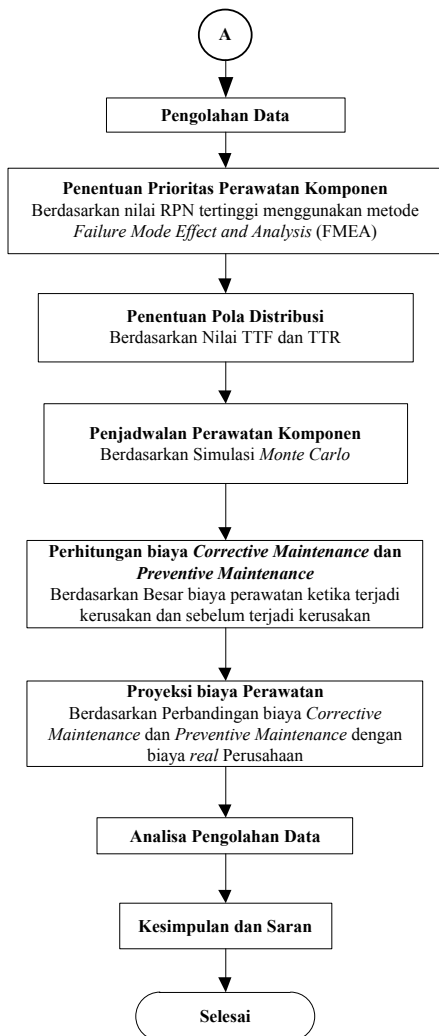 A
Pengolahan Data
Penentuan Prioritas Perawatan Komponen
Berdasarkan nilai RPN tertinggi menggunakan metode
Failure Mode Effect and Analysis (FMEA)
Penentuan Pola Distribusi
Berdasarkan Nilai TTF dan TTR
Penjadwalan Perawatan Komponen
Berdasarkan Simulasi Monte Carlo
Perhitungan biaya Corrective Maintenance dan
Preventive Maintenance
Berdasarkan Besar biaya perawatan ketika terjadi
kerusakan dan sebelum terjadi kerusakan
Proyeksi biaya Perawatan
Berdasarkan Perbandingan biaya Corrective
Maintenance dan Preventive Maintenance dengan
biaya real Perusahaan
Analisa Pengolahan Data
Kesimpulan dan Saran
Selesai